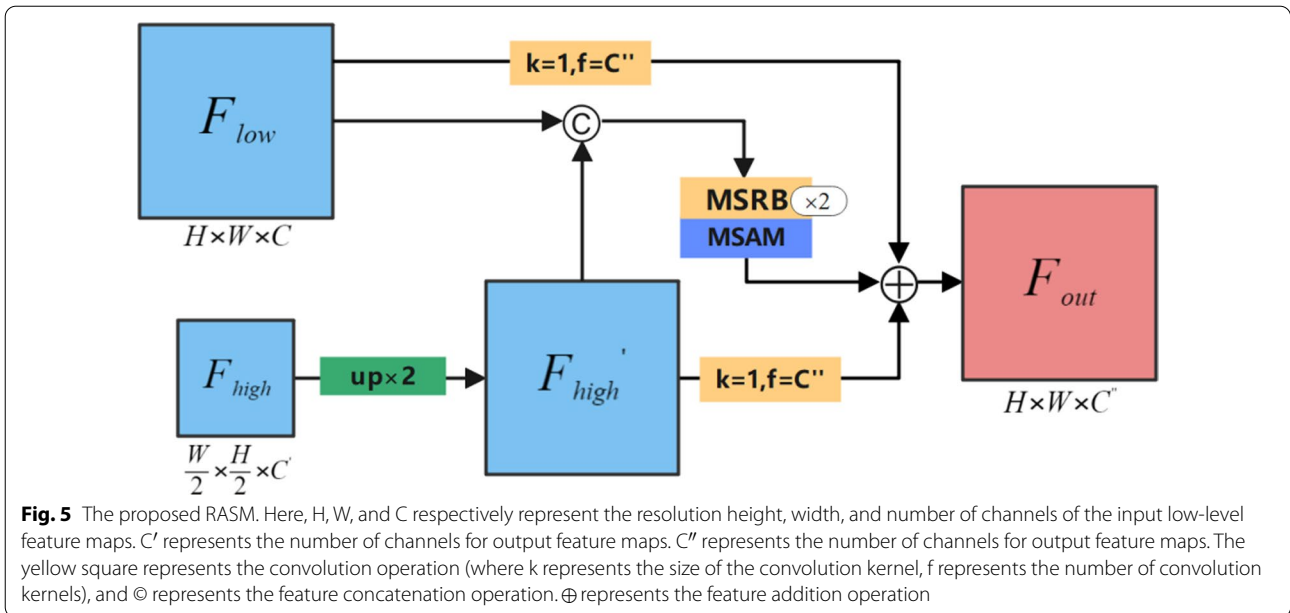 k=1,f=C''
F low
C
H×W×C
MSRB ×2
MSAM
F out
H×W×C''
F high
up×2
F high '
k=1,f=C''
W/2 × H/2 ×C'
Fig. 5 The proposed RASM. Here, H, W, and C respectively represent the resolution height, width, and number of channels of the input low-level
feature maps. C′ represents the number of channels for output feature maps. C″ represents the number of channels for output feature maps. The
yellow square represents the convolution operation (where k represents the size of the convolution kernel, f represents the number of convolution
kernels), and © represents the feature concatenation operation. ⊕ represents the feature addition operation